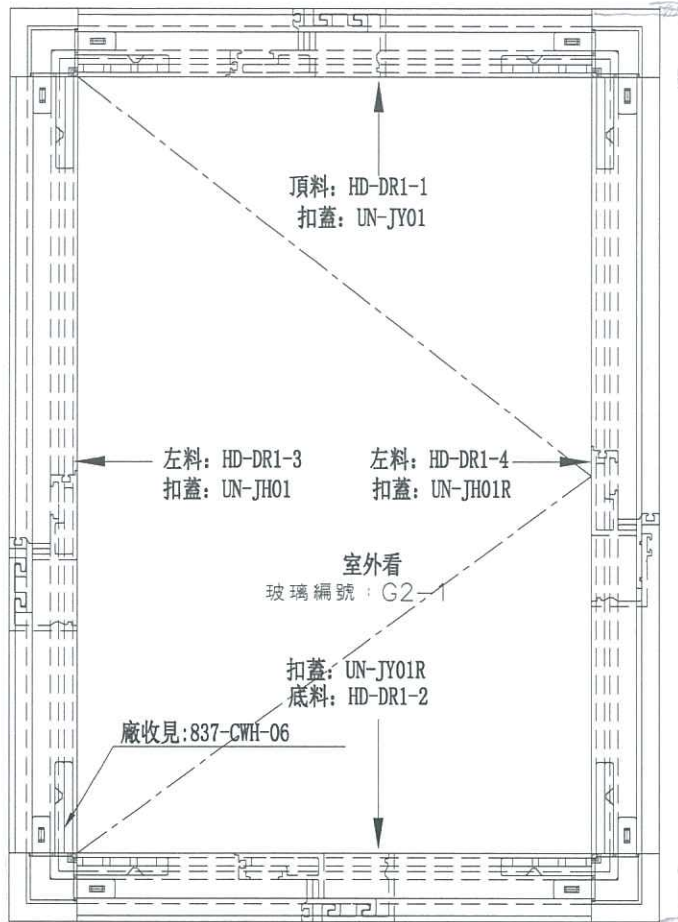 頂料: HD-DR1-1
扣蓋: UN-JY01
左料: HD-DR1-3
扣蓋: UN-JH01
左料: HD-DR1-4
扣蓋: UN-JH01R
室外看
玻璃編號：G2-1
扣蓋: UN-JY01R
底料: HD-DR1-2
廠收見:837-CWH-06